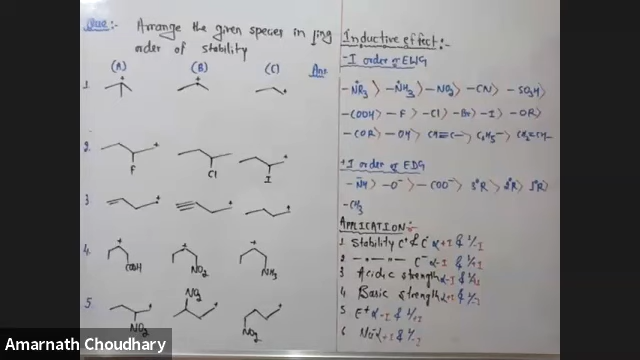 Ques: Arrange the given species in ↓ing
order of stability
(A) (B) (C) Ans
1.
2.
F Cl I
3.
4.
COOH NO₂ NH₃
5.
NO₂ NO₂ NO₂
Inductive effect:-
-I order of EWG
-NR₃> -NH₃> -NO₂> -CN> -SO₃H
-COOH> -F> -Cl> -Br> -I> -OR>
-COR> -OH> CH≡C-> C₆H₅-> CH₂=CH-
+I order of EDG
-NH> -O⁻> -COO⁻> 3°R> 2°R> 1°R>
-CH₃
APPLICATION:-
1 Stability C⁺ & Ċ α +I & 1/-I
2 -"- -"- C⁻ α -I & 1/+I
3 Acidic strength α -I & 1/+I
4 Basic strength α +I & 1/-I
5 E⁺ α -I & 1/+I
6 Nu α +I & 1/-I
Amarnath Choudhary